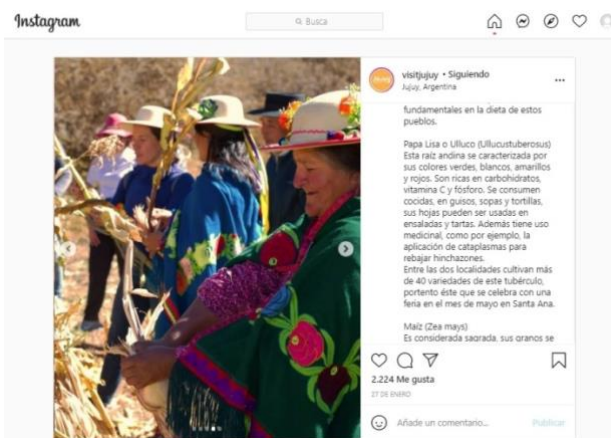 Instagram
Busca
visitjujuy • Siguiendo
Jujuy, Argentina
fundamentales en la dieta de estos
pueblos.
Papa Lisa o Ulluco (Ullucustuberosus)
Esta raíz andina se caracterizada por
sus colores verdes, blancos, amarillos
y rojos. Son ricas en carbohidratos,
vitamina C y fósforo. Se consumen
cocidas, en guisos, sopas y tortillas,
sus hojas pueden ser usadas en
ensaladas y tartas. Además tiene uso
medicinal, como por ejemplo, la
aplicación de cataplasmas para
rebajar hinchazones.
Entre las dos localidades cultivan más
de 40 variedades de este tubérculo,
portento éste que se celebra con una
feria en el mes de mayo en Santa Ana.
Maíz (Zea mays)
Es considerada sagrada, sus granos se
2.224 Me gusta
27 DE ENERO
Añade un comentario...
Publicar